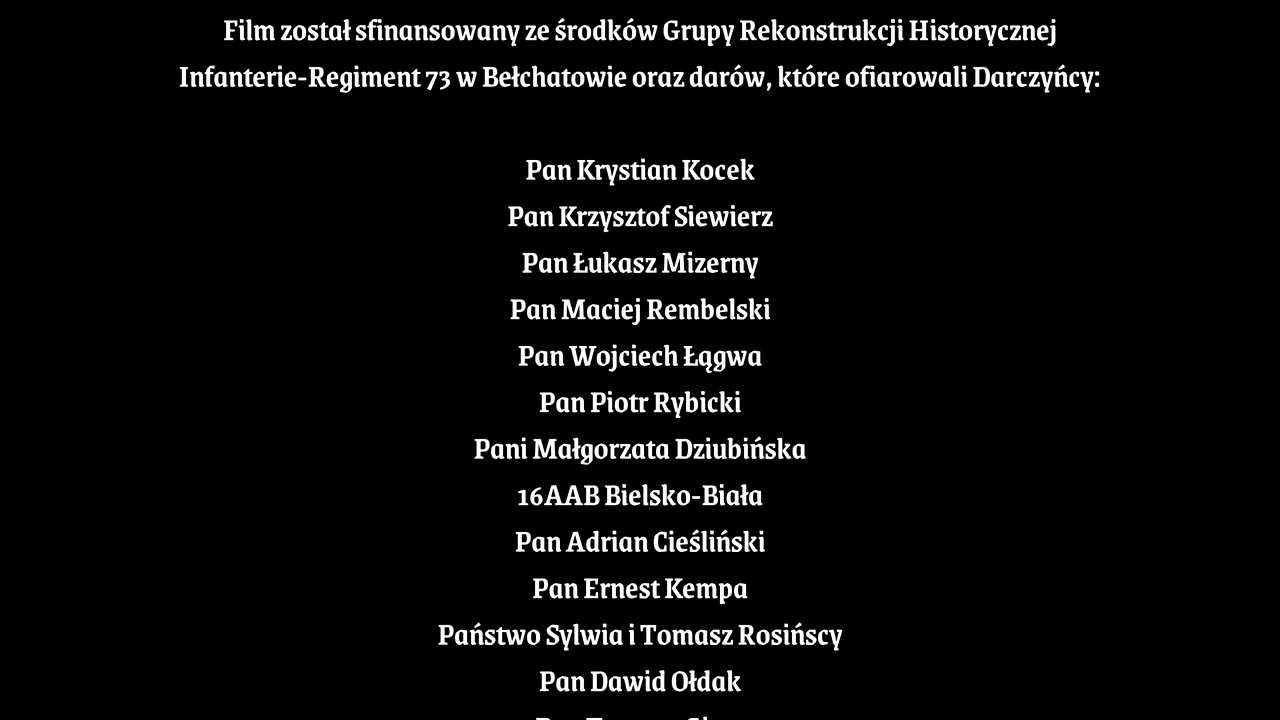 Film został sfinansowany ze środków Grupy Rekonstrukcji Historycznej
Infanterie-Regiment 73 w Bełchatowie oraz darów, które ofiarowali Darczyńcy:
Pan Krystian Kocek
Pan Krzysztof Siewierz
Pan Łukasz Mizerny
Pan Maciej Rembelski
Pan Wojciech Łągwa
Pan Piotr Rybicki
Pani Małgorzata Dziubińska
16AAB Bielsko-Biała
Pan Adrian Cieśliński
Pan Ernest Kempa
Państwo Sylwia i Tomasz Rosińscy
Pan Dawid Ołdak